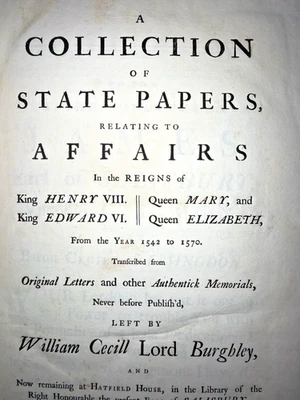 A
COLLECTION
OF
STATE PAPERS,
RELATING TO
AFFAIRS
In the REIGNS of
King HENRY VIII. || Queen MARY, and
King EDWARD VI. || Queen ELIZABETH,
From the YEAR 1542 to 1570.
Transcribed from
Original Letters and other Authentick Memorials,
Never before Publish'd,
LEFT BY
William Cecill Lord Burghley,
AND
Now remaining at HATFIELD HOUSE, in the Library of the
Right Honourable the present Earl of SALISBURY